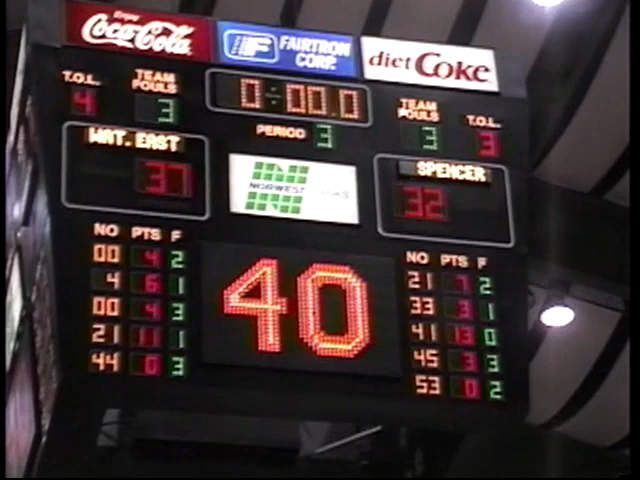 Enjoy
Coca-Cola
FAIRTRON
CORP.
diet Coke
T.O.L. TEAM FOULS 0:00.0 TEAM FOULS T.O.L.
4 3 PERIOD 3 3 3
WAT.EAST SPENCER
37 NORWEST 32
NO PTS F NO PTS F
00 4 2 21 7 2
4 6 1 33 3 1
00 4 3 40 41 13 0
21 11 1 45 3 3
44 0 3 53 0 2